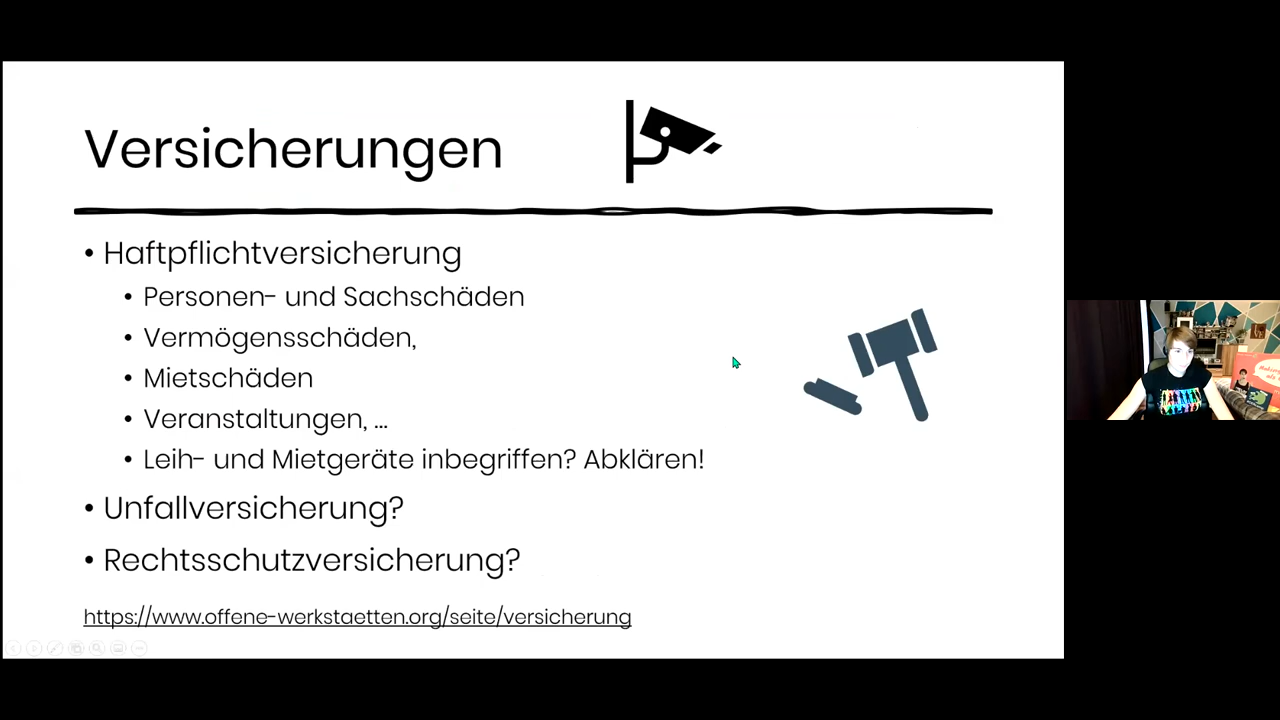 Versicherungen
• Haftpflichtversicherung
• Personen- und Sachschäden
• Vermögensschäden,
• Mietschäden
• Veranstaltungen, ...
• Leih- und Mietgeräte inbegriffen? Abklären!
• Unfallversicherung?
• Rechtsschutzversicherung?
https://www.offene-werkstaetten.org/seite/versicherung